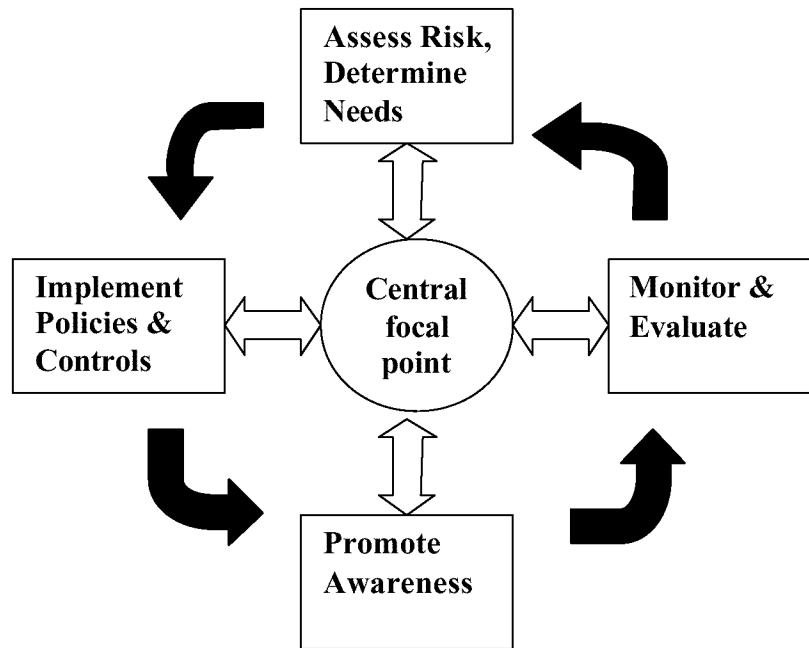 Assess Risk,
Determine
Needs
Implement
Policies &
Controls
Central
focal
point
Monitor &
Evaluate
Promote
Awareness